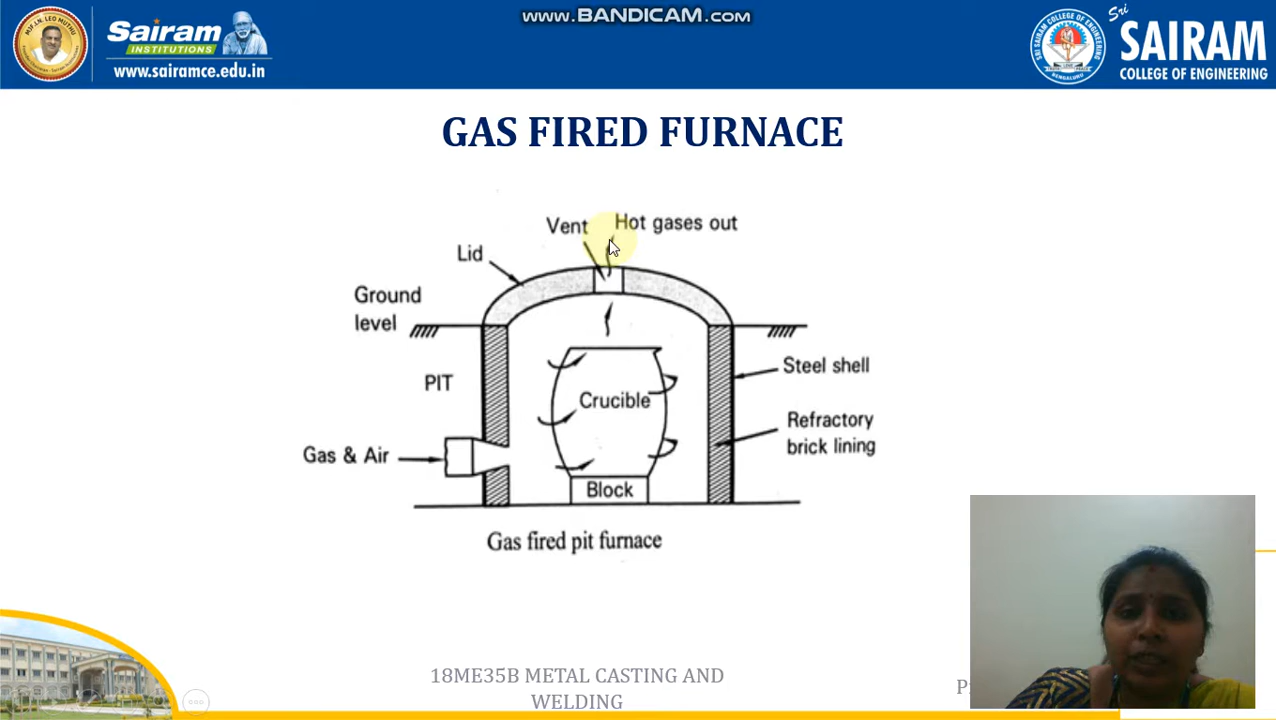 www.BANDICAM.com
Sairam
INSTITUTIONS
www.sairamce.edu.in
Sri
SAIRAM
COLLEGE OF ENGINEERING
GAS FIRED FURNACE
Vent
Hot gases out
Lid
Ground
level
PIT
Steel shell
Crucible
Refractory
brick lining
Gas & Air
Block
Gas fired pit furnace
18ME35B METAL CASTING AND
WELDING